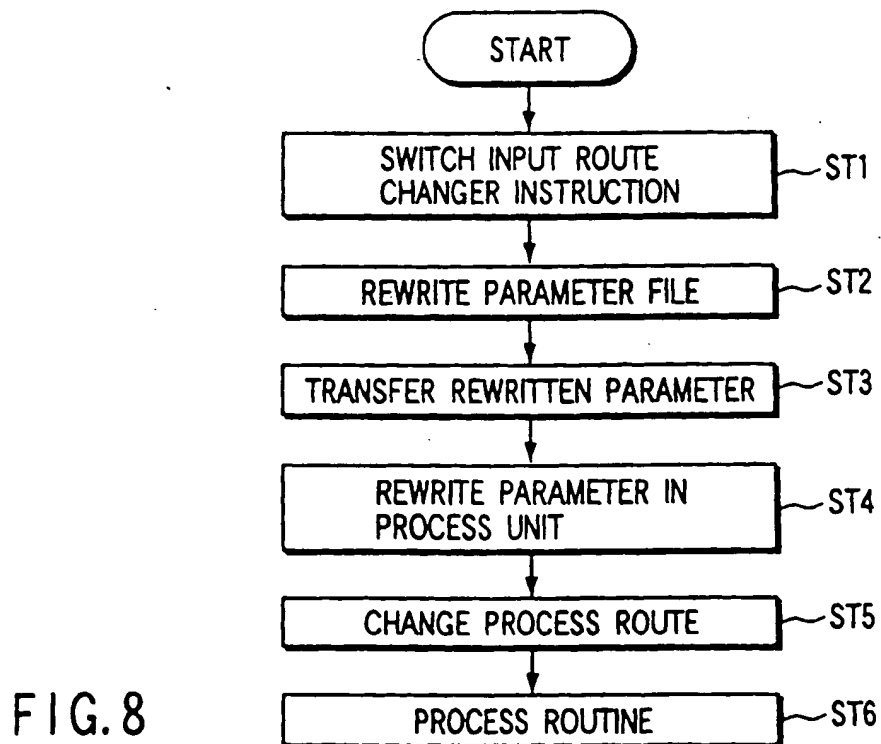 START
SWITCH INPUT ROUTE
CHANGER INSTRUCTION
ST1
REWRITE PARAMETER FILE
ST2
TRANSFER REWRITTEN PARAMETER
ST3
REWRITE PARAMETER IN
PROCESS UNIT
ST4
CHANGE PROCESS ROUTE
ST5
PROCESS ROUTINE
ST6
FIG.8